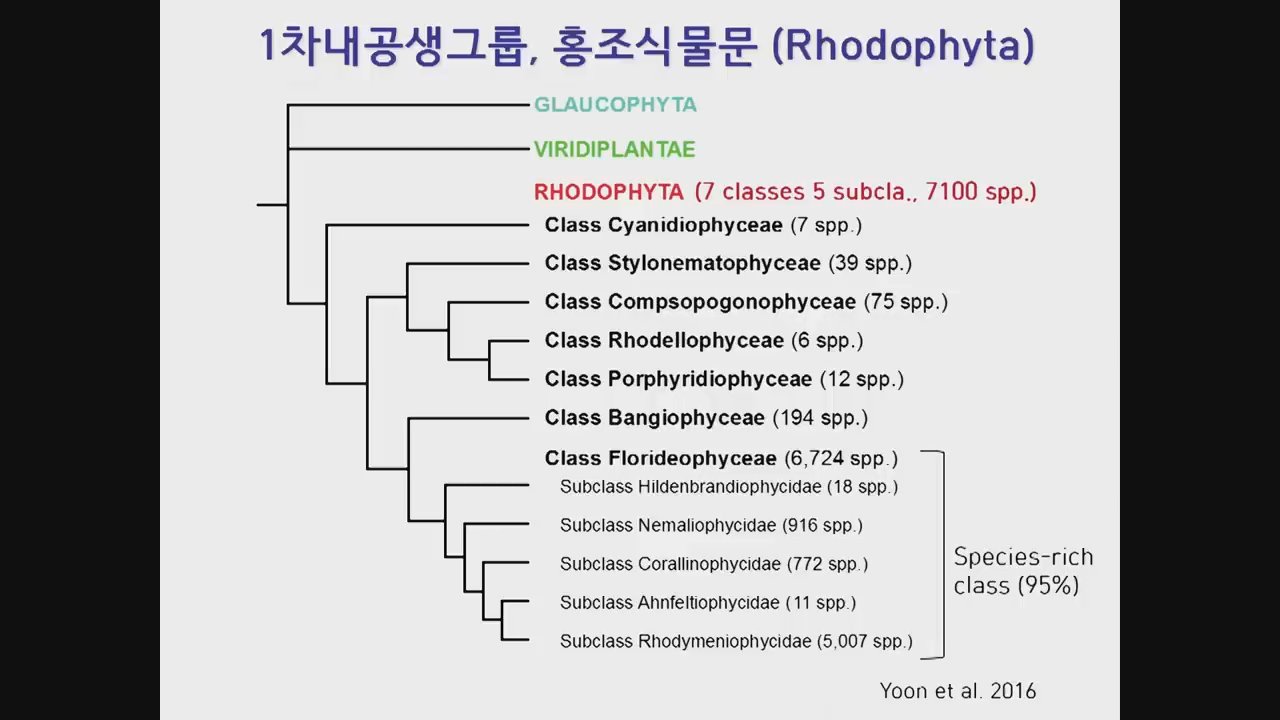 1차내공생그룹, 홍조식물문 (Rhodophyta)
GLAUCOPHYTA
VIRIDIPLANTAE
RHODOPHYTA (7 classes 5 subcla., 7100 spp.)
Class Cyanidiophyceae (7 spp.)
Class Stylonematophyceae (39 spp.)
Class Compsopogonophyceae (75 spp.)
Class Rhodellophyceae (6 spp.)
Class Porphyridiophyceae (12 spp.)
Class Bangiophyceae (194 spp.)
Class Florideophyceae (6,724 spp.)
Subclass Hildenbrandiophycidae (18 spp.)
Subclass Nemaliophycidae (916 spp.)
Subclass Corallinophycidae (772 spp.)
Subclass Ahnfeltiophycidae (11 spp.)
Subclass Rhodymeniophycidae (5,007 spp.)
Species-rich
class (95%)
Yoon et al. 2016